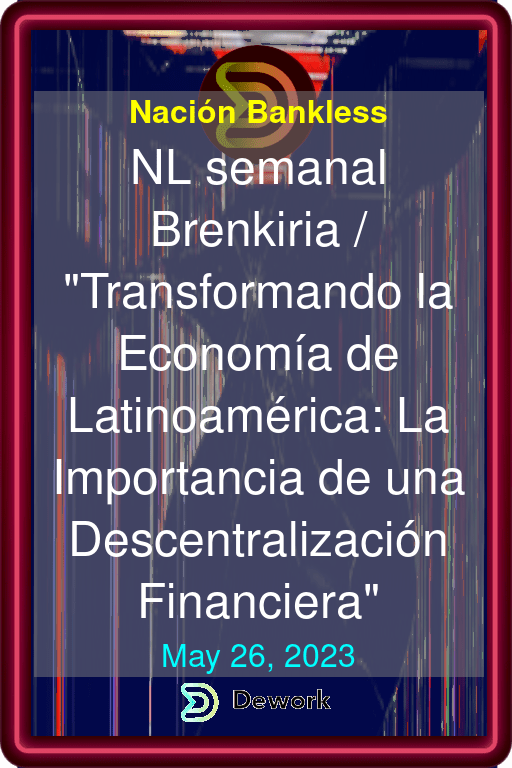 Nación Bankless
NL semanal
Brenkiria /
"Transformando la
Economía de
Latinoamérica: La
Importancia de una
Descentralización
Financiera"
May 26, 2023
Dework